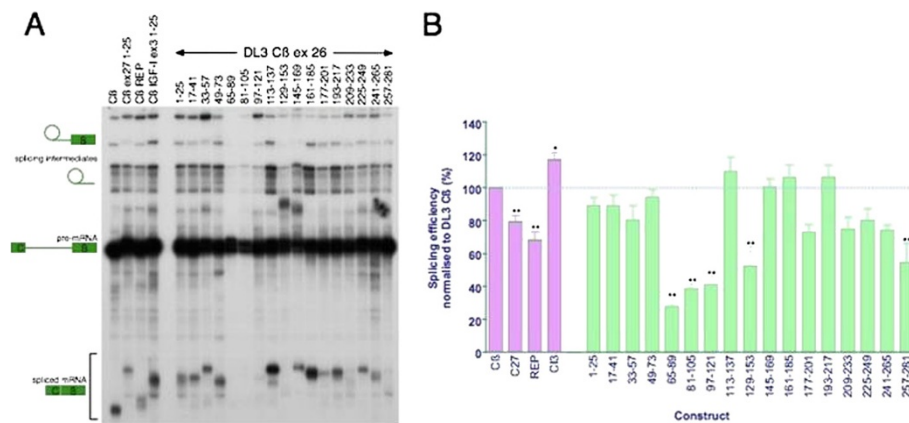 A
DL3 Cß ex 26
Cß
Cß ex27 1-25
Cß REP
Cß IGF-I ex3 1-25
1-25
17-41
33-57
49-73
65-89
81-105
97-121
113-137
129-153
145-169
161-185
177-201
193-217
209-233
225-249
241-265
257-281
splicing intermediates
pre-mRNA
C
spliced mRNA
C
B
Splicing efficiency
normalised to DL3 Cß (%)
140
120
100
80
60
40
20
0
Cß
C27
REP
CI3
1-25
17-41
33-57
49-73
65-89
81-105
97-121
113-137
129-153
145-169
161-185
177-201
193-217
209-233
225-249
241-265
257-281
Construct